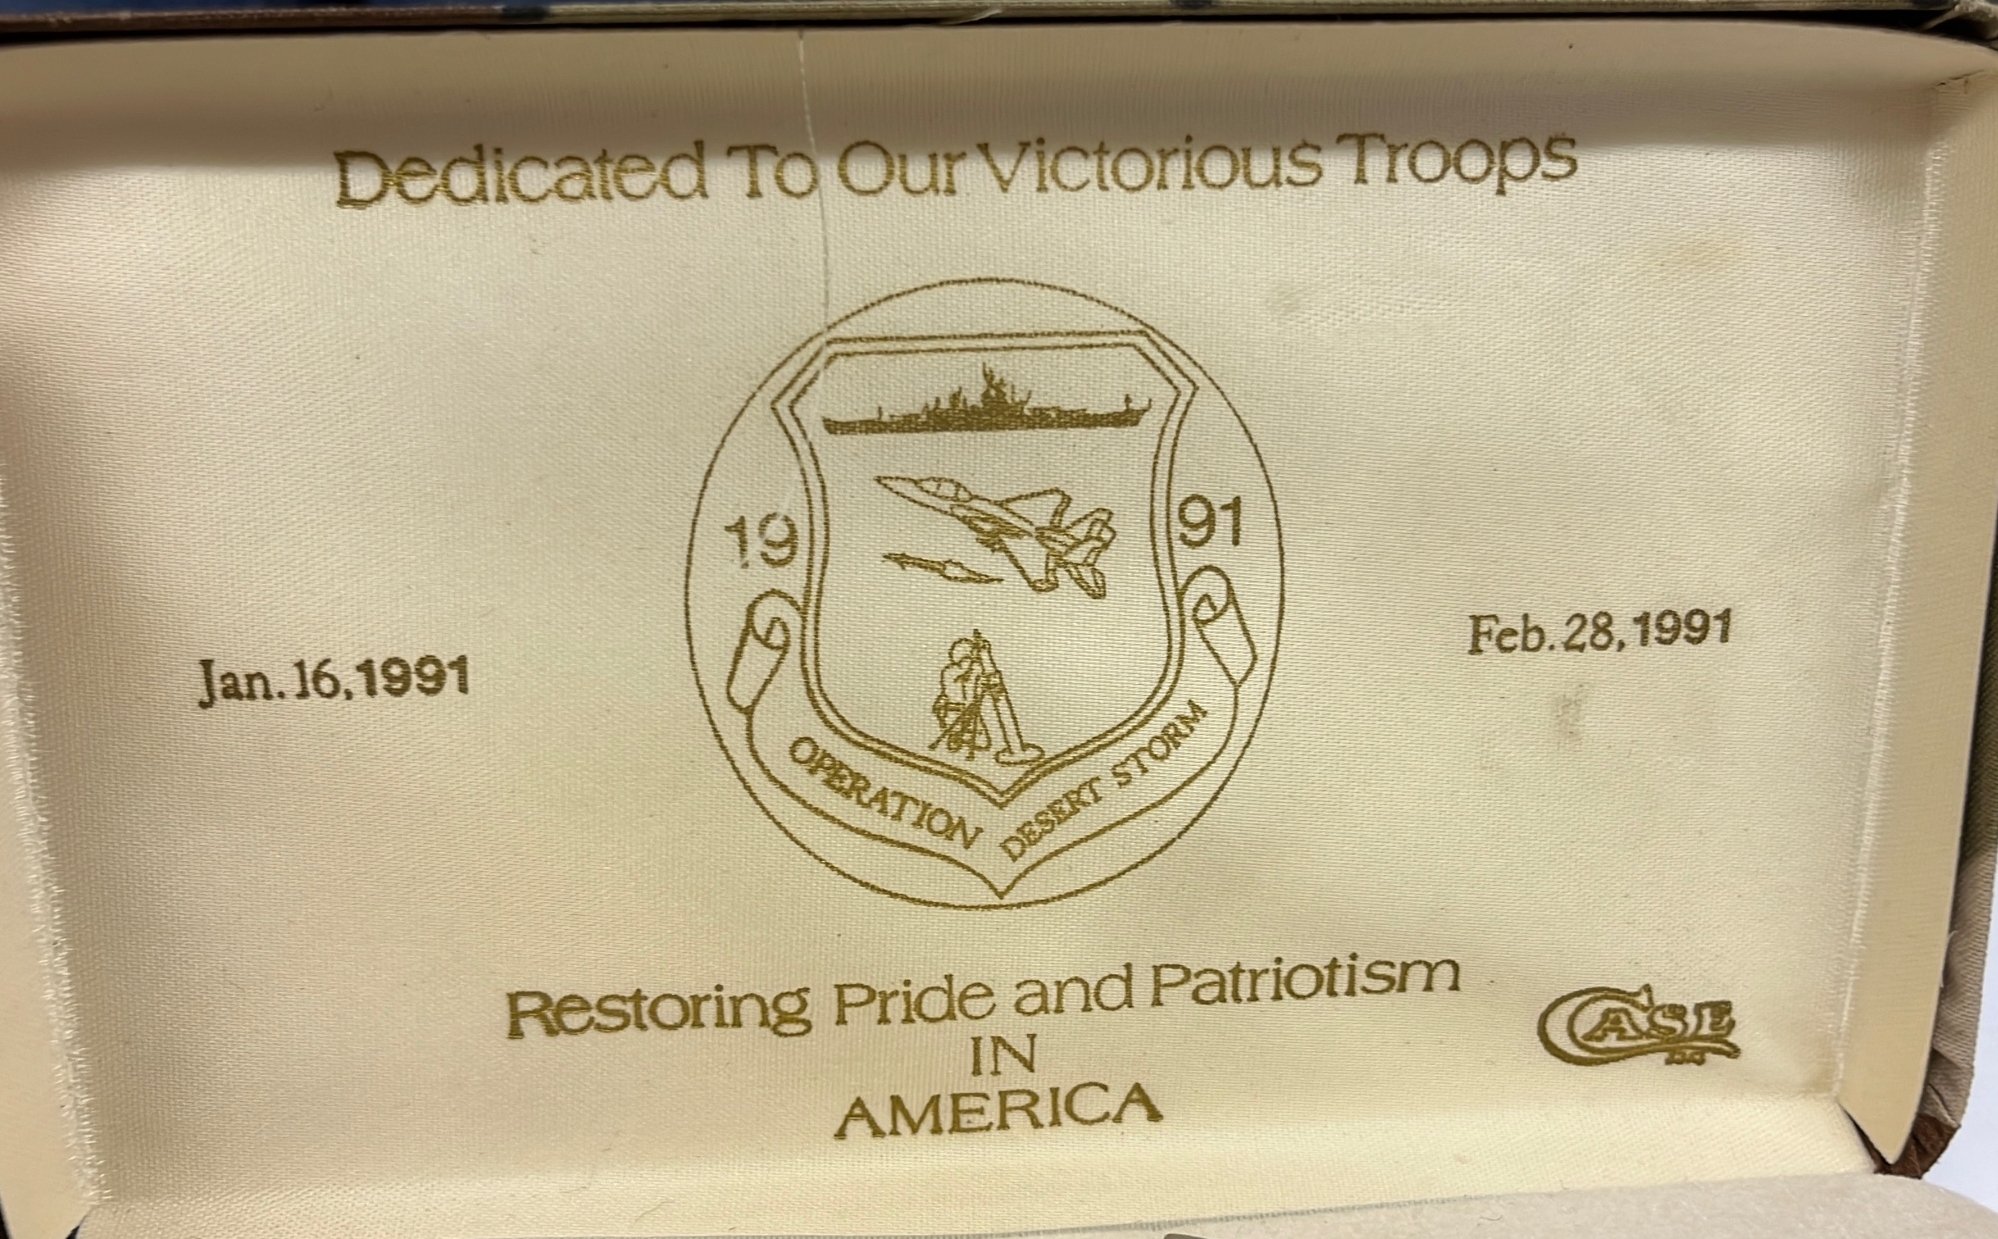 Dedicated To Our Victorious Troops
19 91
Jan. 16, 1991
Feb. 28, 1991
OPERATION DESERT STORM
Restoring Pride and Patriotism
IN
AMERICA
CASE